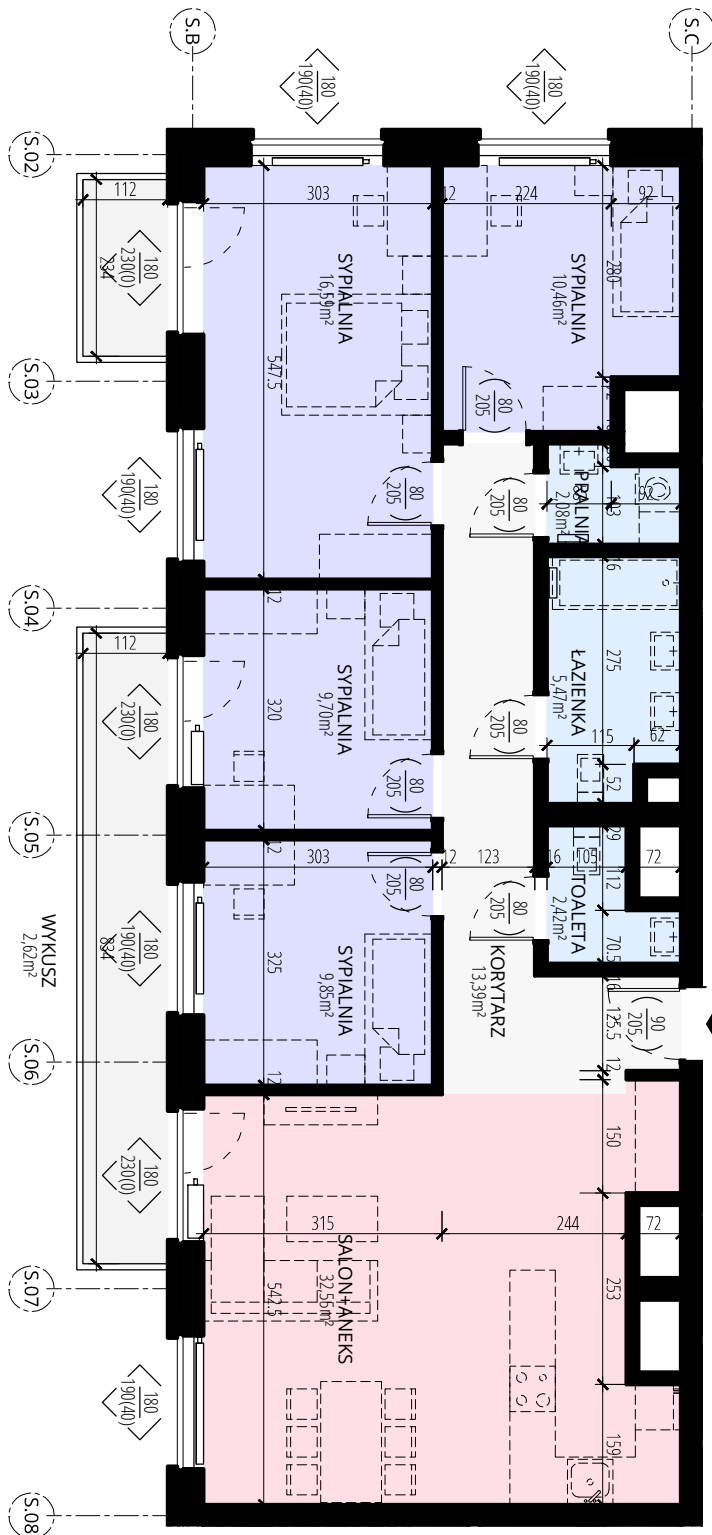 S.B
S.C
180
190(40)
180
190(40)
S.02
112
303
12
224
92
180
230(0)
234
SYPIALNIA
16,59m²
SYPIALNIA
10,46m²
280
S.03
547.5
80
205
80
205
80
205
180
190(40)
PRALNIA
2,08m²
103
92
S.04
12
16
112
275
180
230(0)
320
SYPIALNIA
9,70m²
ŁAZIENKA
5,47m²
80
205
115
62
80
205
52
S.05
12
29
303
12
123
16
105
72
80
205
80
205
112
TOALETA
2,42m²
WYKUSZ
2,62m²
834
180
190(40)
325
SYPIALNIA
9,85m²
KORYTARZ
13,39m²
70.5
16
125.5
90
205
S.06
12
12
150
180
230(0)
315
244
72
S.07
542.5
SALON+ANEKS
32,55m²
253
180
190(40)
159
S.08